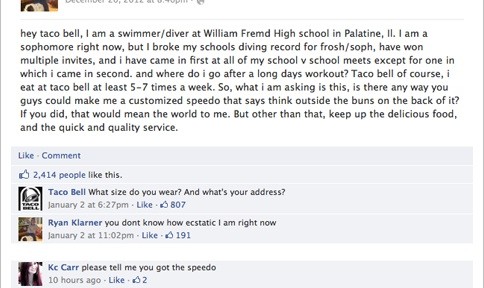 December 20, 2012 at 8:40pm ·
hey taco bell, I am a swimmer/diver at William Fremd High school in Palatine, Il. I am a
sophomore right now, but I broke my schools diving record for frosh/soph, have won
multiple invites, and i have came in first at all of my school v school meets except for one in
which i came in second. and where do i go after a long days workout? Taco bell of course, i
eat at taco bell at least 5-7 times a week. So, what i am asking is this, is there any way you
guys could make me a customized speedo that says think outside the buns on the back of it?
If you did, that would mean the world to me. But other than that, keep up the delicious food,
and the quick and quality service.
Like · Comment
2,414 people like this.
Taco Bell What size do you wear? And what's your address?
January 2 at 6:27pm · Like · 807
TACO BELL
Ryan Klarner you dont know how ecstatic I am right now
January 2 at 11:02pm · Like · 191
Kc Carr please tell me you got the speedo
10 hours ago · Like · 2